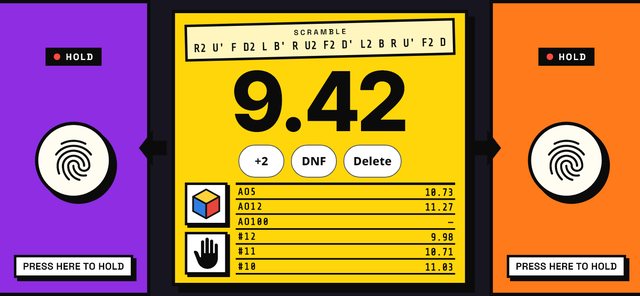 HOLD
PRESS HERE TO HOLD
SCRAMBLE
R2 U' F D2 L B' R U2 F2 D' L2 B R U' F2 D
9.42
+2 DNF Delete
AO5 10.73
AO12 11.27
AO100 –
#12 9.98
#11 10.71
#10 11.03
HOLD
PRESS HERE TO HOLD